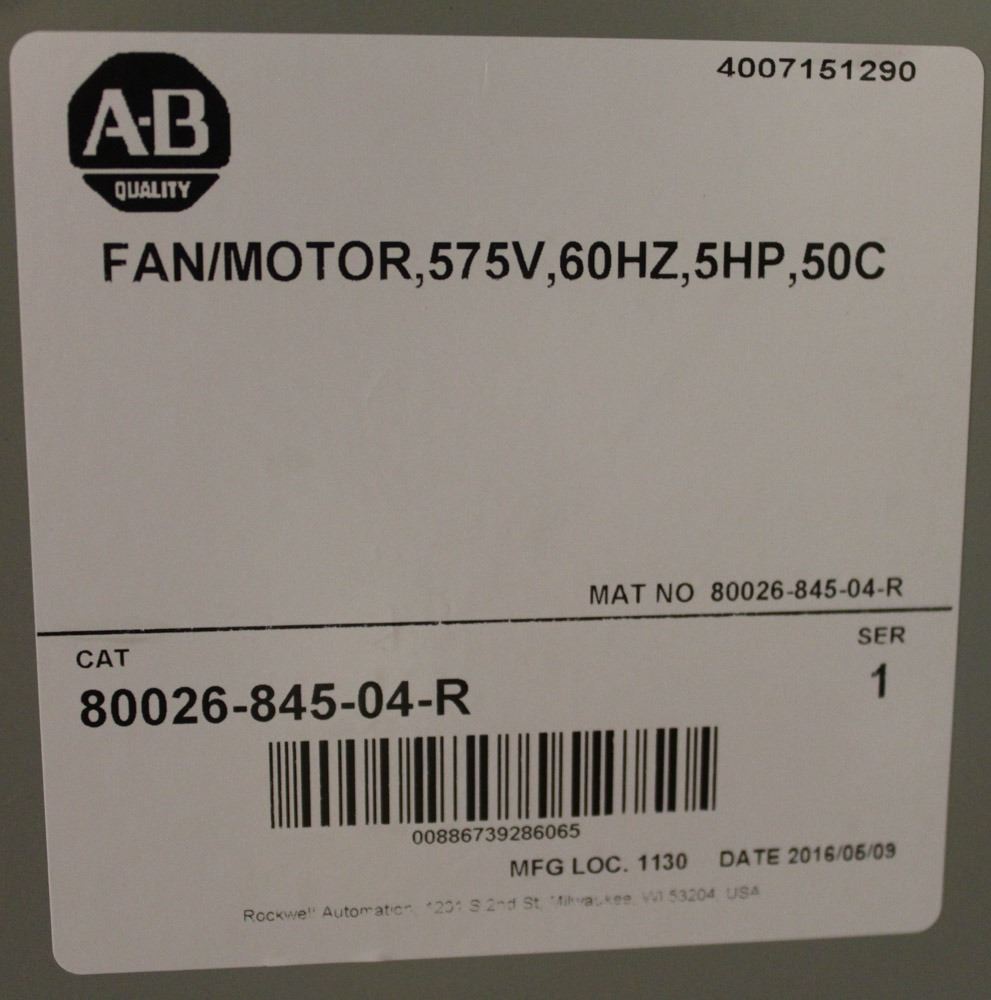 4007151290
A-B
QUALITY
FAN/MOTOR,575V,60HZ,5HP,50C
MAT NO 80026-845-04-R
CAT
SER
80026-845-04-R
1
00886739286065
MFG LOC. 1130 DATE 2016/06/09
Rockwell Automation, 1201 S 2nd St, Milwaukee, WI 53204, USA